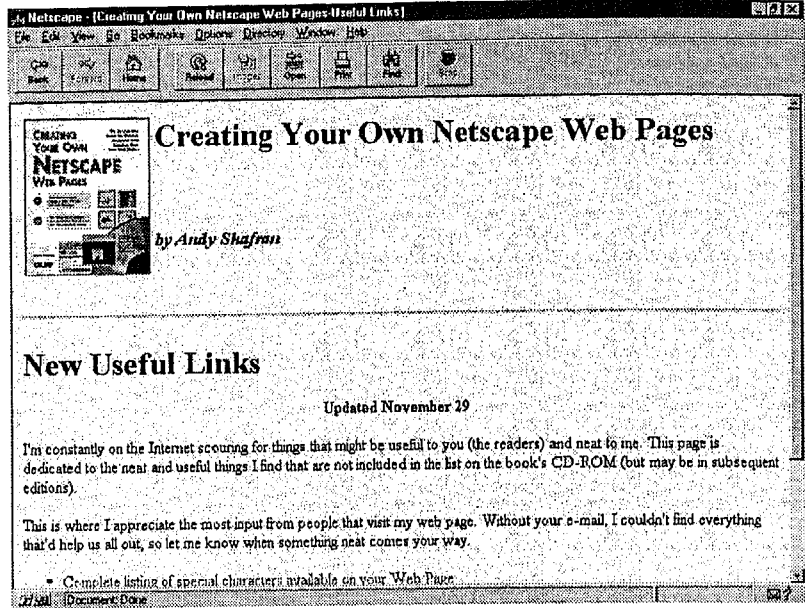 Netscape - [Creating Your Own Netscape Web Pages-Useful Links]
File Edit View Go Bookmarks Options Directory Window Help
Back Forward Home Reload Images Open Print Find Stop
CREATING
YOUR OWN
NETSCAPE
WEB PAGES
Creating Your Own Netscape Web Pages
by Andy Shafran
New Useful Links
Updated November 29
I'm constantly on the Internet scouring for things that might be useful to you (the readers) and neat to me. This page is
dedicated to the neat and useful things I find that are not included in the list on the book's CD-ROM (but may be in subsequent
editions).
This is where I appreciate the most input from people that visit my web page. Without your e-mail, I couldn't find everything
that'd help us all out, so let me know when something neat comes your way.
• Complete listing of special characters available on your Web Page
Document: Done